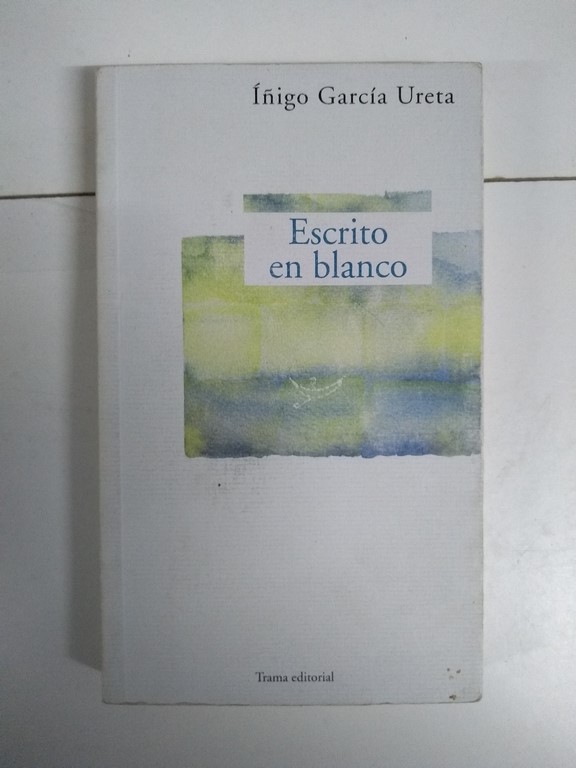 Íñigo García Ureta
Escrito
en blanco
Trama editorial